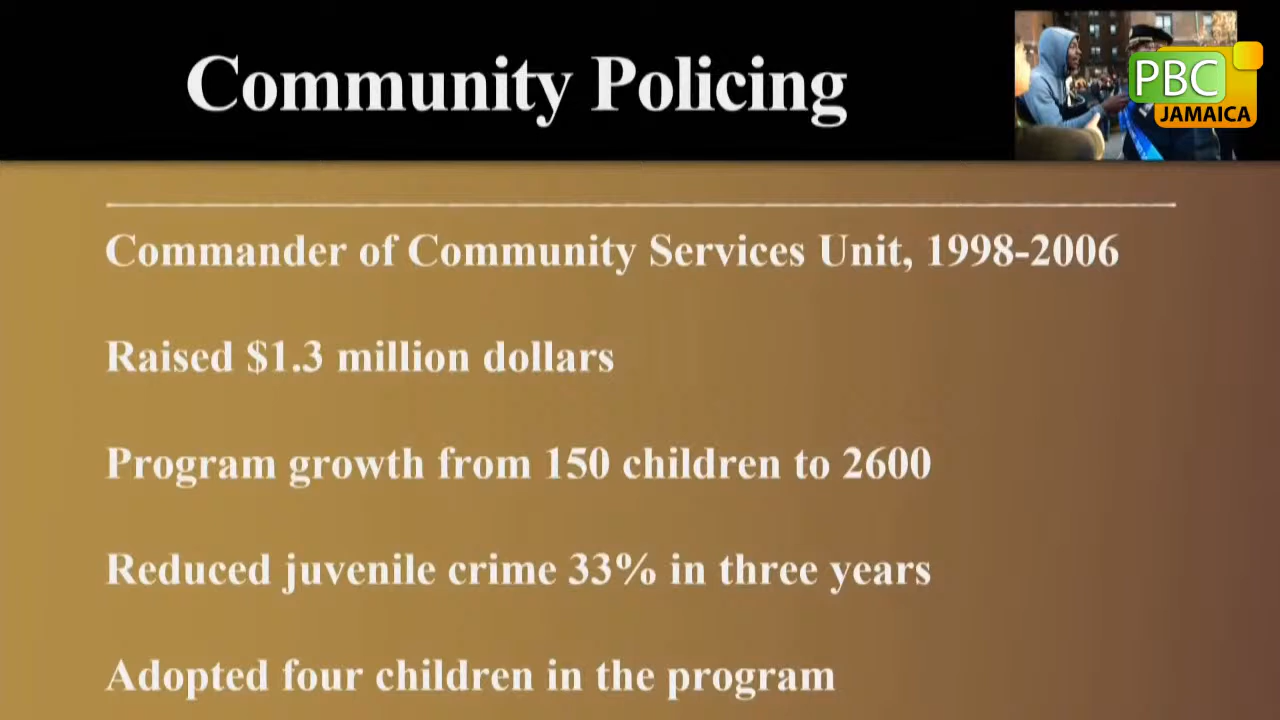 Community Policing
PBC
JAMAICA
Commander of Community Services Unit, 1998-2006
Raised $1.3 million dollars
Program growth from 150 children to 2600
Reduced juvenile crime 33% in three years
Adopted four children in the program